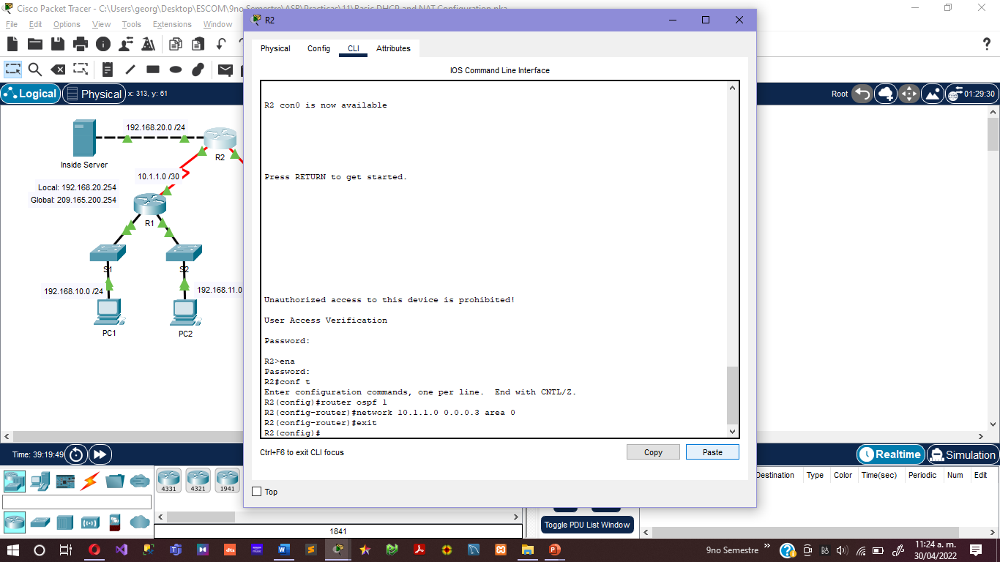 Cisco Packet Tracer - C:\Users\georg\Desktop\ESCOM\9no Semestre\ASR\Practicas\11\Basic DHCP and NAT Configuration.pka
File Edit Options View Tools Extensions Window
R2
Physical Config CLI Attributes
IOS Command Line Interface
Logical Physical x: 313, y: 61
Root 01:29:30
192.168.20.0 /24
Inside Server
R2
10.1.1.0 /30
Local: 192.168.20.254
Global: 209.165.200.254
R1
S1
S2
192.168.10.0 /24
192.168.11.0
PC1
PC2
R2 con0 is now available
Press RETURN to get started.
Unauthorized access to this device is prohibited!
User Access Verification
Password:
R2>ena
Password:
R2#conf t
Enter configuration commands, one per line.  End with CNTL/Z.
R2(config)#router ospf 1
R2(config-router)#network 10.1.1.0 0.0.0.3 area 0
R2(config-router)#exit
R2(config)#
Ctrl+F6 to exit CLI focus
Copy
Paste
Top
Time: 39:19:49
Realtime Simulation
4331 4321 1941
1841
Destination Type Color Time(sec) Periodic Num Edit
Toggle PDU List Window
9no Semestre
11:24 a. m.
30/04/2022